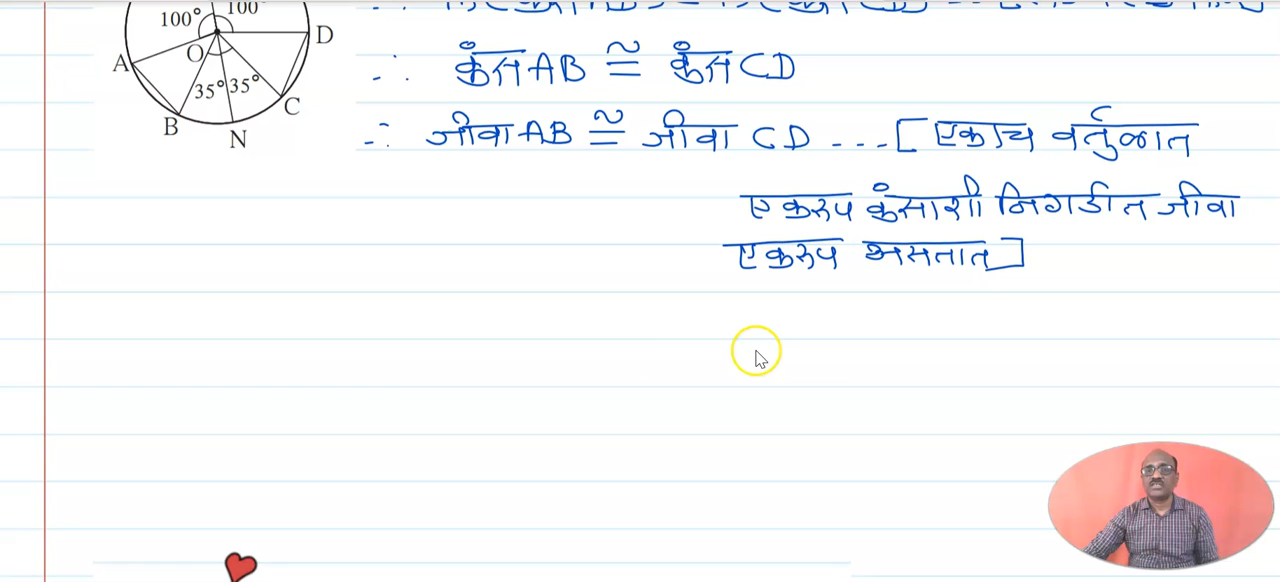 100° 100°
O D
A
35° 35°
C
B
N
∴ कंस AB ≅ कंस CD
∴ जीवा AB ≅ जीवा CD ---[ एकाच वर्तुळात
एकरूप कंसाशी निगडीत जीवा
एकरूप असतात]